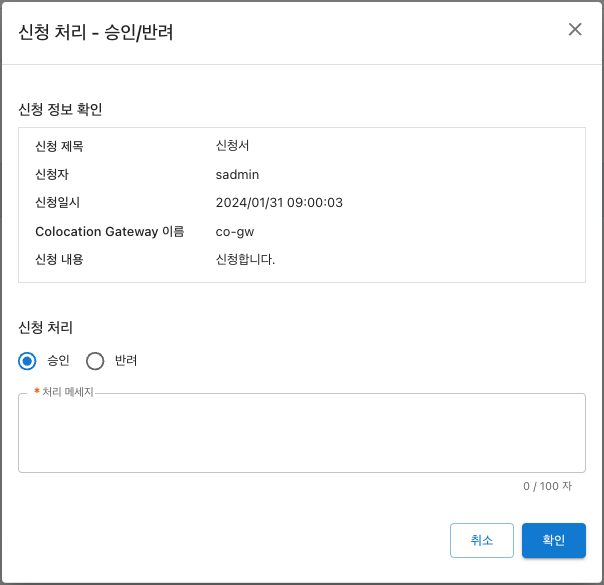 신청 처리 - 승인/반려
신청 정보 확인
신청 제목 신청서
신청자 sadmin
신청일시 2024/01/31 09:00:03
Colocation Gateway 이름 co-gw
신청 내용 신청합니다.
신청 처리
승인 반려
* 처리 메세지
0 / 100 자
취소 확인